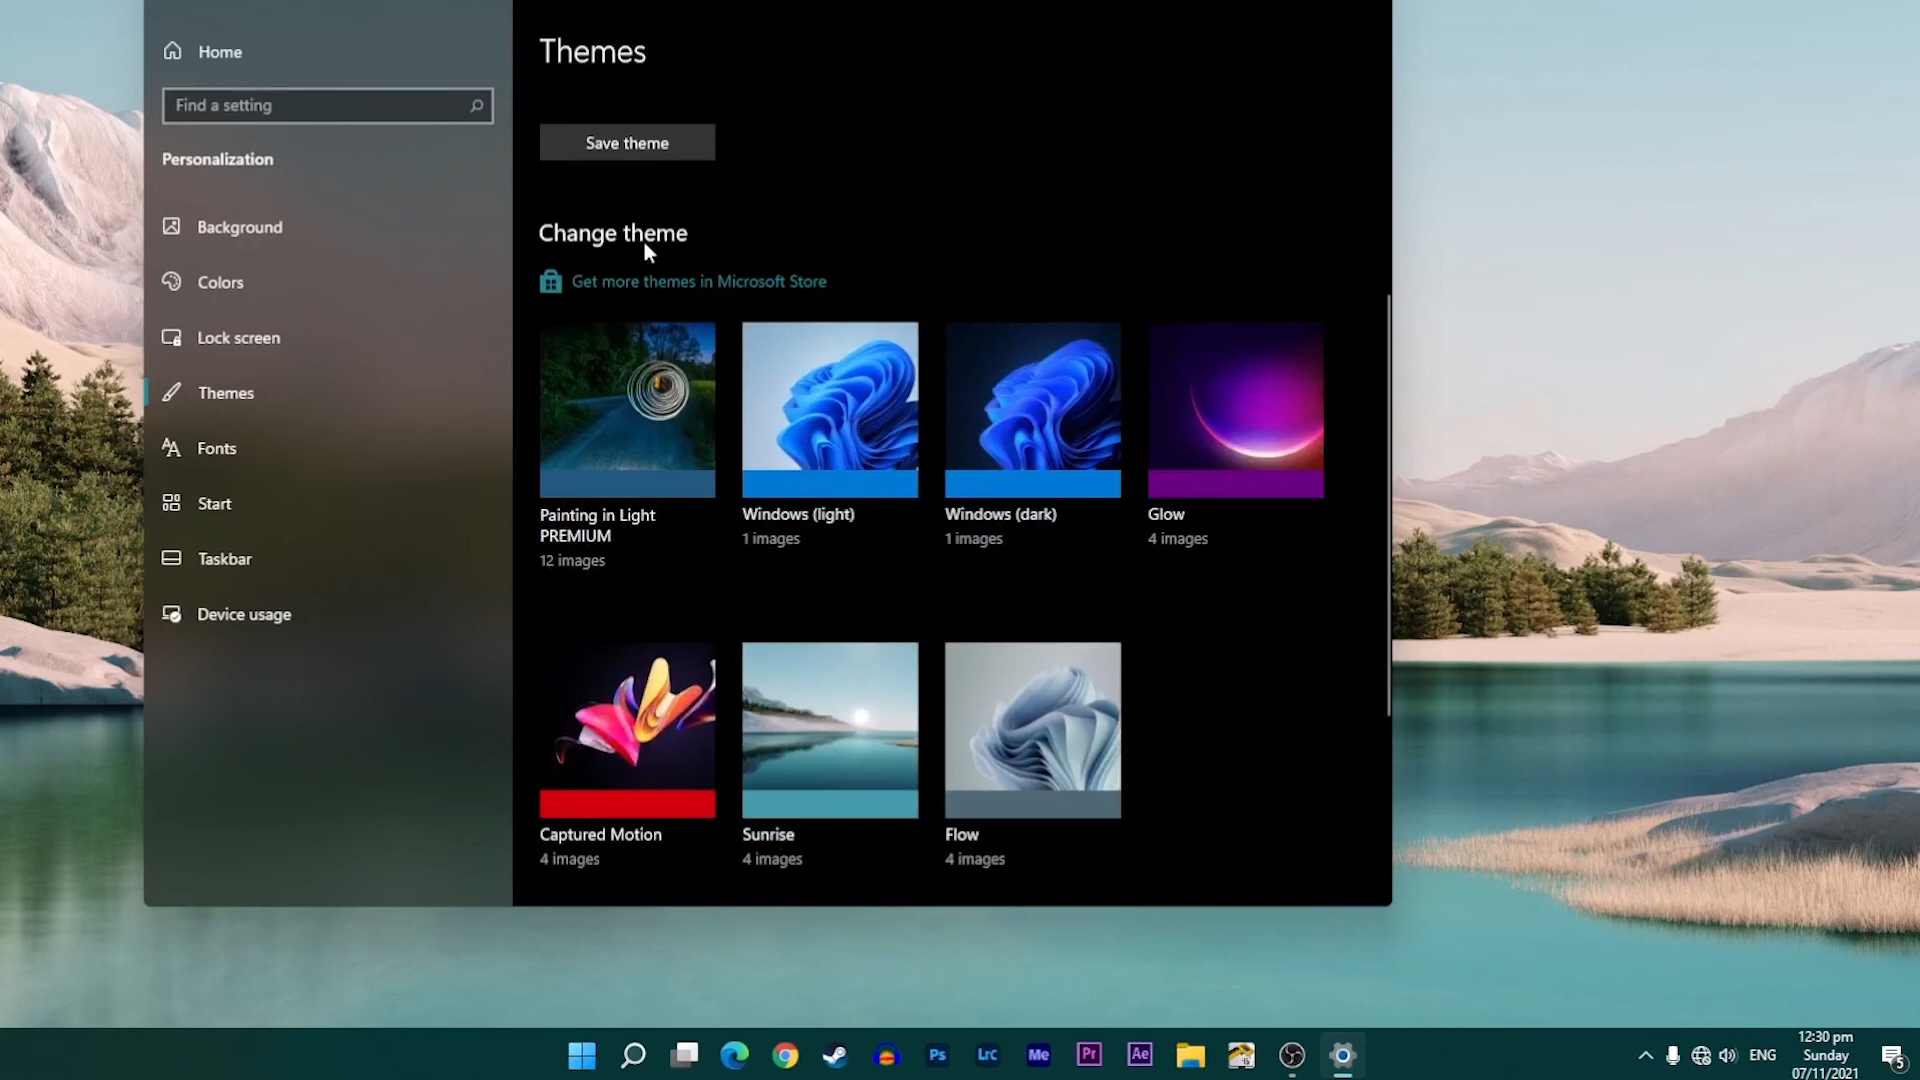 Home
Find a setting
Personalization
Background
Colors
Lock screen
Themes
Fonts
Start
Taskbar
Device usage
Themes
Save theme
Change theme
Get more themes in Microsoft Store
Painting in Light
PREMIUM
12 images
Windows (light)
1 images
Windows (dark)
1 images
Glow
4 images
Captured Motion
4 images
Sunrise
4 images
Flow
4 images
Ps
LrC
Me
Pr
Ae
ENG
12:30 pm
Sunday
07/11/2021
5